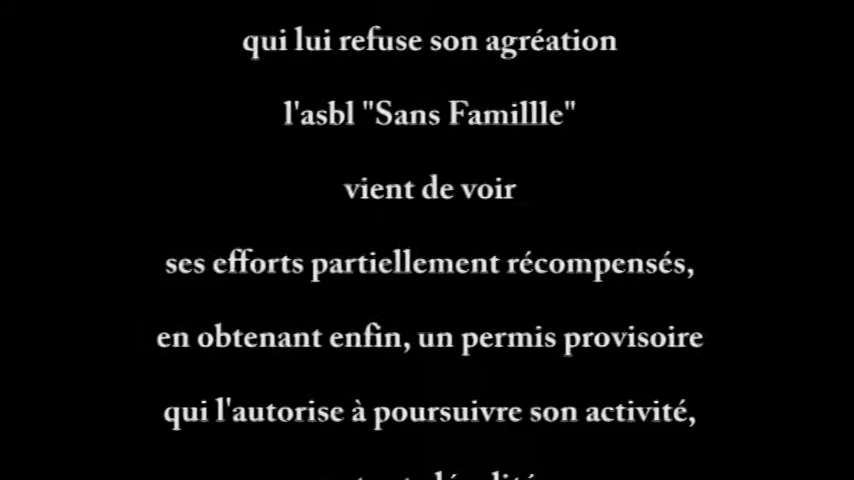 qui lui refuse son agréation
l'asbl "Sans Famillle"
vient de voir
ses efforts partiellement récompensés,
en obtenant enfin, un permis provisoire
qui l'autorise à poursuivre son activité,